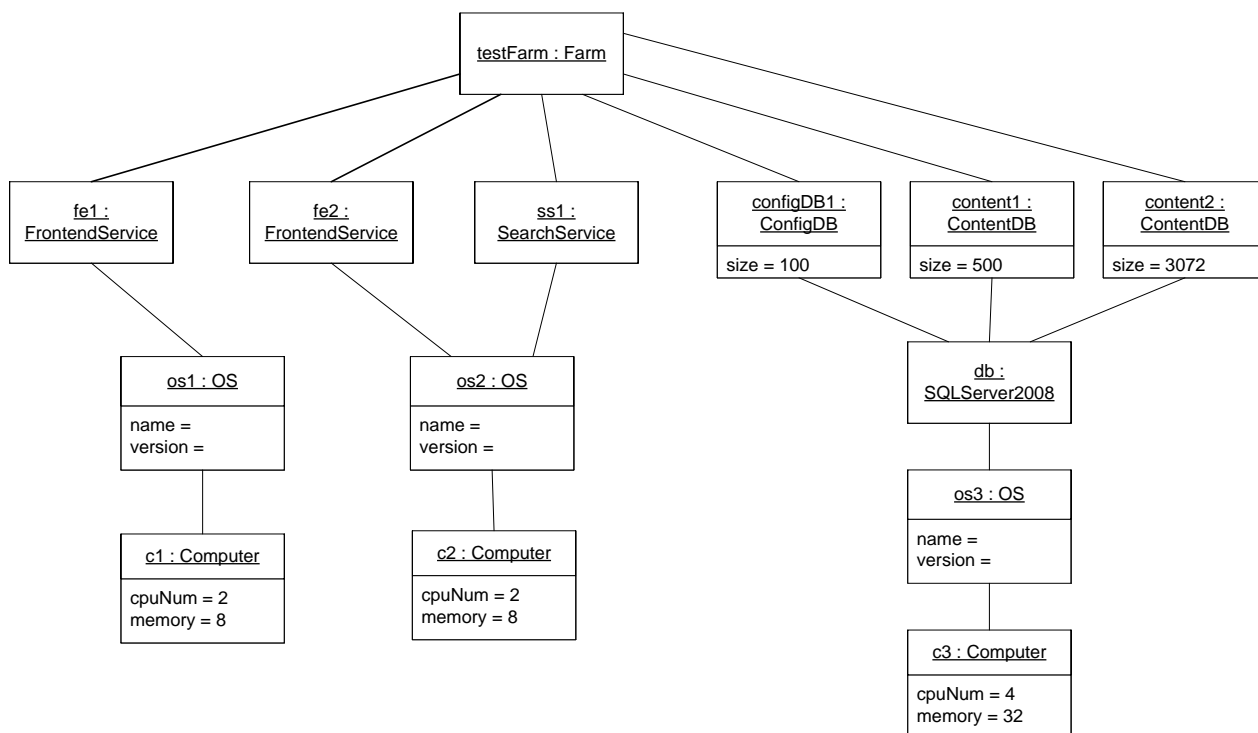 testFarm : Farm
fe1 :
FrontendService
fe2 :
FrontendService
ss1 :
SearchService
configDB1 :
ConfigDB
size = 100
content1 :
ContentDB
size = 500
content2 :
ContentDB
size = 3072
os1 : OS
name =
version =
os2 : OS
name =
version =
db :
SQLServer2008
c1 : Computer
cpuNum = 2
memory = 8
c2 : Computer
cpuNum = 2
memory = 8
os3 : OS
name =
version =
c3 : Computer
cpuNum = 4
memory = 32